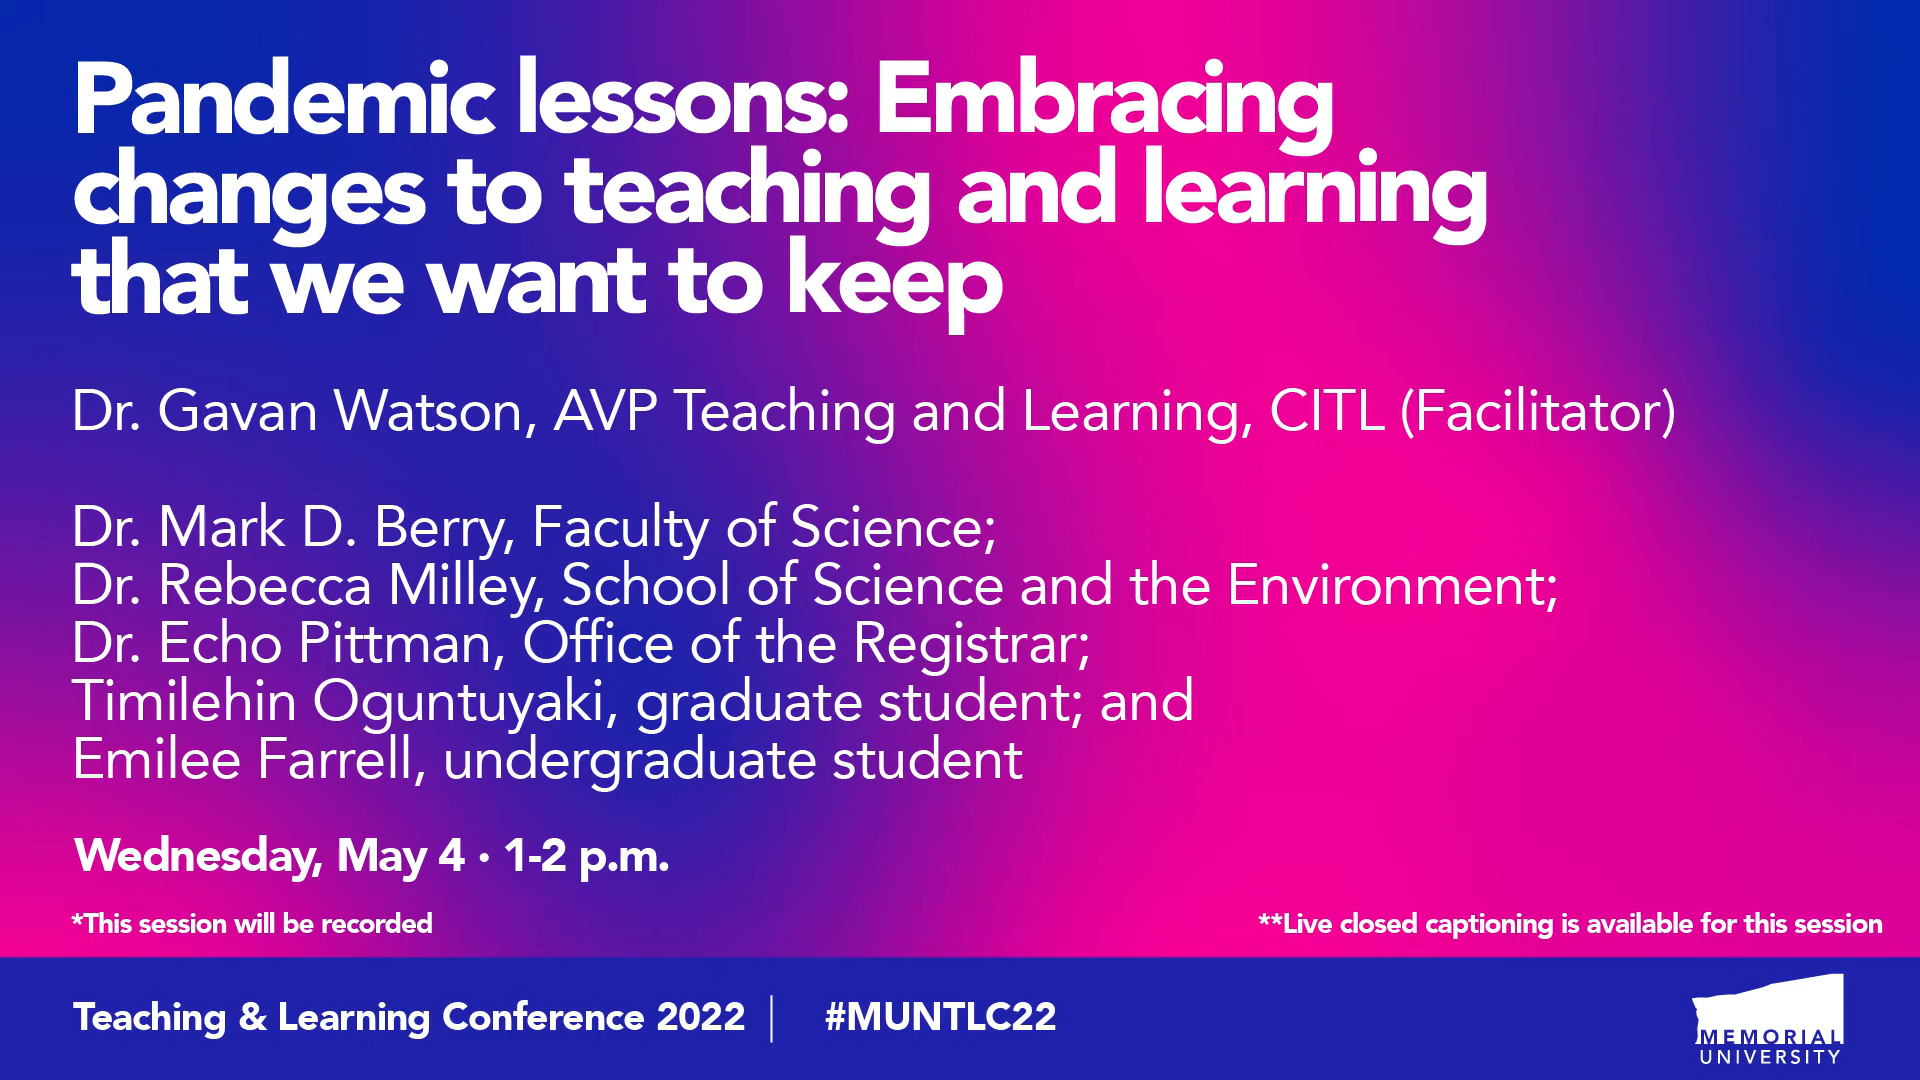 Pandemic lessons: Embracing
changes to teaching and learning
that we want to keep
Dr. Gavan Watson, AVP Teaching and Learning, CITL (Facilitator)
Dr. Mark D. Berry, Faculty of Science;
Dr. Rebecca Milley, School of Science and the Environment;
Dr. Echo Pittman, Office of the Registrar;
Timilehin Oguntuyaki, graduate student; and
Emilee Farrell, undergraduate student
Wednesday, May 4 · 1-2 p.m.
*This session will be recorded
**Live closed captioning is available for this session
Teaching & Learning Conference 2022 | #MUNTLC22
MEMORIAL
UNIVERSITY